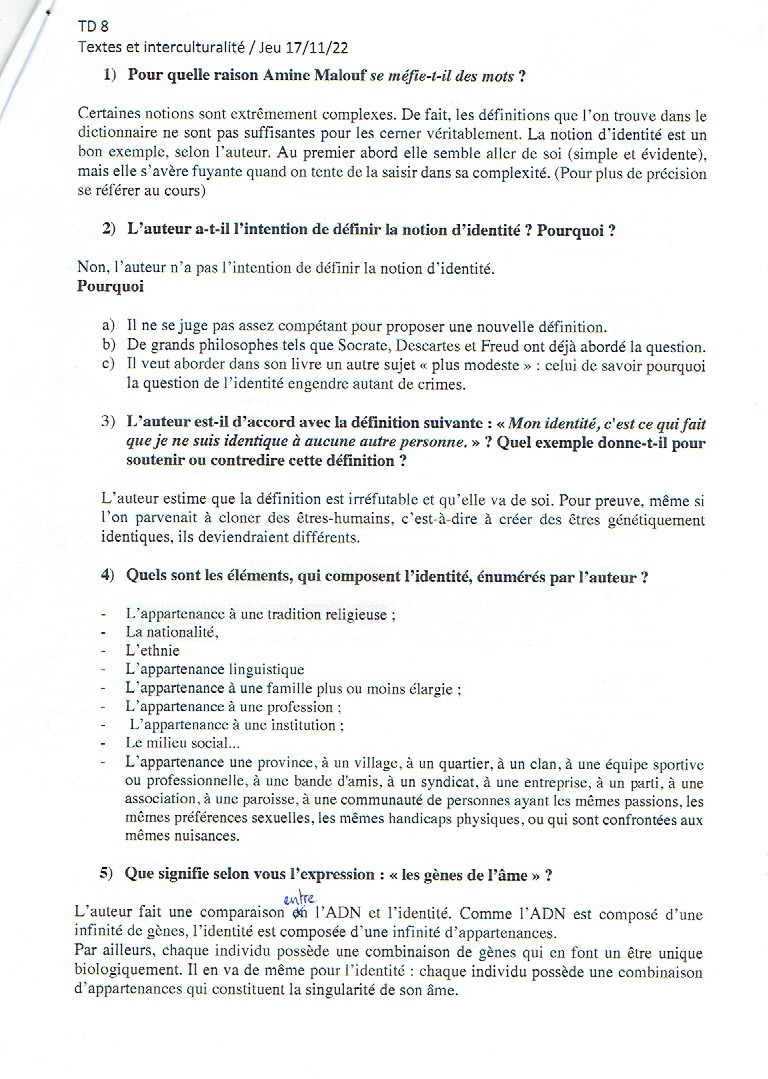 TD 8
Textes et interculturalité / Jeu 17/11/22
1) Pour quelle raison Amine Malouf se méfie-t-il des mots ?
Certaines notions sont extrêmement complexes. De fait, les définitions que l'on trouve dans le
dictionnaire ne sont pas suffisantes pour les cerner véritablement. La notion d'identité est un
bon exemple, selon l'auteur. Au premier abord elle semble aller de soi (simple et évidente),
mais elle s'avère fuyante quand on tente de la saisir dans sa complexité. (Pour plus de précision
se référer au cours)
2) L'auteur a-t-il l'intention de définir la notion d'identité ? Pourquoi ?
Non, l'auteur n'a pas l'intention de définir la notion d'identité.
Pourquoi
a) Il ne se juge pas assez compétant pour proposer une nouvelle définition.
b) De grands philosophes tels que Socrate, Descartes et Freud ont déjà abordé la question.
c) Il veut aborder dans son livre un autre sujet « plus modeste » : celui de savoir pourquoi
la question de l'identité engendre autant de crimes.
3) L'auteur est-il d'accord avec la définition suivante : « Mon identité, c'est ce qui fait
que je ne suis identique à aucune autre personne. » ? Quel exemple donne-t-il pour
soutenir ou contredire cette définition ?
L'auteur estime que la définition est irréfutable et qu'elle va de soi. Pour preuve, même si
l'on parvenait à cloner des êtres-humains, c'est-à-dire à créer des êtres génétiquement
identiques, ils deviendraient différents.
4) Quels sont les éléments, qui composent l'identité, énumérés par l'auteur ?
- L'appartenance à une tradition religieuse ;
- La nationalité,
- L'ethnie
- L'appartenance linguistique
- L'appartenance à une famille plus ou moins élargie ;
- L'appartenance à une profession ;
- L'appartenance à une institution ;
- Le milieu social...
- L'appartenance une province, à un village, à un quartier, à un clan, à une équipe sportive
ou professionnelle, à une bande d'amis, à un syndicat, à une entreprise, à un parti, à une
association, à une paroisse, à une communauté de personnes ayant les mêmes passions, les
mêmes préférences sexuelles, les mêmes handicaps physiques, ou qui sont confrontées aux
mêmes nuisances.
5) Que signifie selon vous l'expression : « les gènes de l'âme » ?
entre
L'auteur fait une comparaison l'ADN et l'identité. Comme l'ADN est composé d'une
infinité de gènes, l'identité est composée d'une infinité d'appartenances.
Par ailleurs, chaque individu possède une combinaison de gènes qui en font un être unique
biologiquement. Il en va de même pour l'identité : chaque individu possède une combinaison
d'appartenances qui constituent la singularité de son âme.